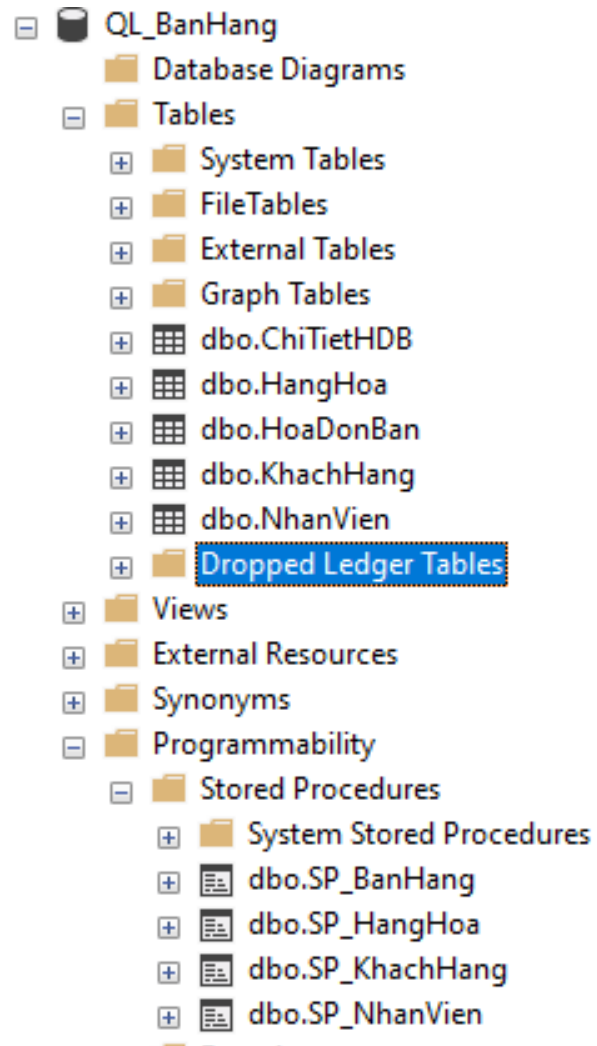 QL_BanHang
Database Diagrams
Tables
System Tables
FileTables
External Tables
Graph Tables
dbo.ChiTietHDB
dbo.HangHoa
dbo.HoaDonBan
dbo.KhachHang
dbo.NhanVien
Dropped Ledger Tables
Views
External Resources
Synonyms
Programmability
Stored Procedures
System Stored Procedures
dbo.SP_BanHang
dbo.SP_HangHoa
dbo.SP_KhachHang
dbo.SP_NhanVien